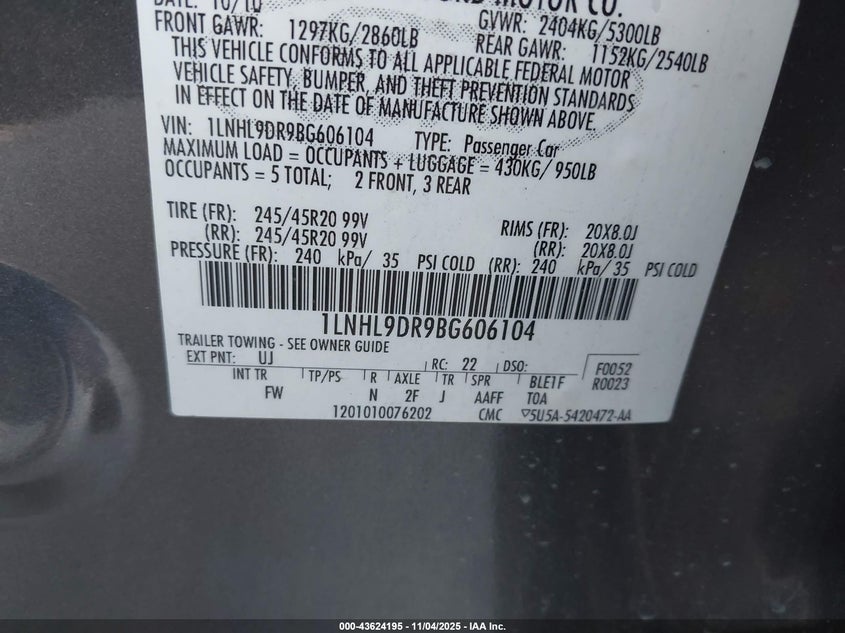 DATE: 10/10 MOTOR CO.
FRONT GAWR: 1297KG/2860LB GVWR: 2404KG/5300LB
REAR GAWR: 1152KG/2540LB
THIS VEHICLE CONFORMS TO ALL APPLICABLE FEDERAL MOTOR
VEHICLE SAFETY, BUMPER, AND THEFT PREVENTION STANDARDS
IN EFFECT ON THE DATE OF MANUFACTURE SHOWN ABOVE.
VIN: 1LNHL9DR9BG606104 TYPE: Passenger Car
MAXIMUM LOAD = OCCUPANTS + LUGGAGE = 430KG/ 950LB
OCCUPANTS = 5 TOTAL; 2 FRONT, 3 REAR
TIRE (FR): 245/45R20 99V RIMS (FR): 20X8.0J
(RR): 245/45R20 99V (RR): 20X8.0J
PRESSURE (FR): 240 kPa/ 35 PSI COLD (RR): 240 kPa/ 35 PSI COLD
1LNHL9DR9BG606104
TRAILER TOWING - SEE OWNER GUIDE
EXT PNT: UJ RC: 22 DSO: F0052
R0023
INT TR TP/PS R AXLE TR SPR BLE1F
FW N 2F J AAFF TOA
1201010076202 CMC ▽5U5A-5420472-AA
000-43624195 - 11/04/2025 - IAA Inc.